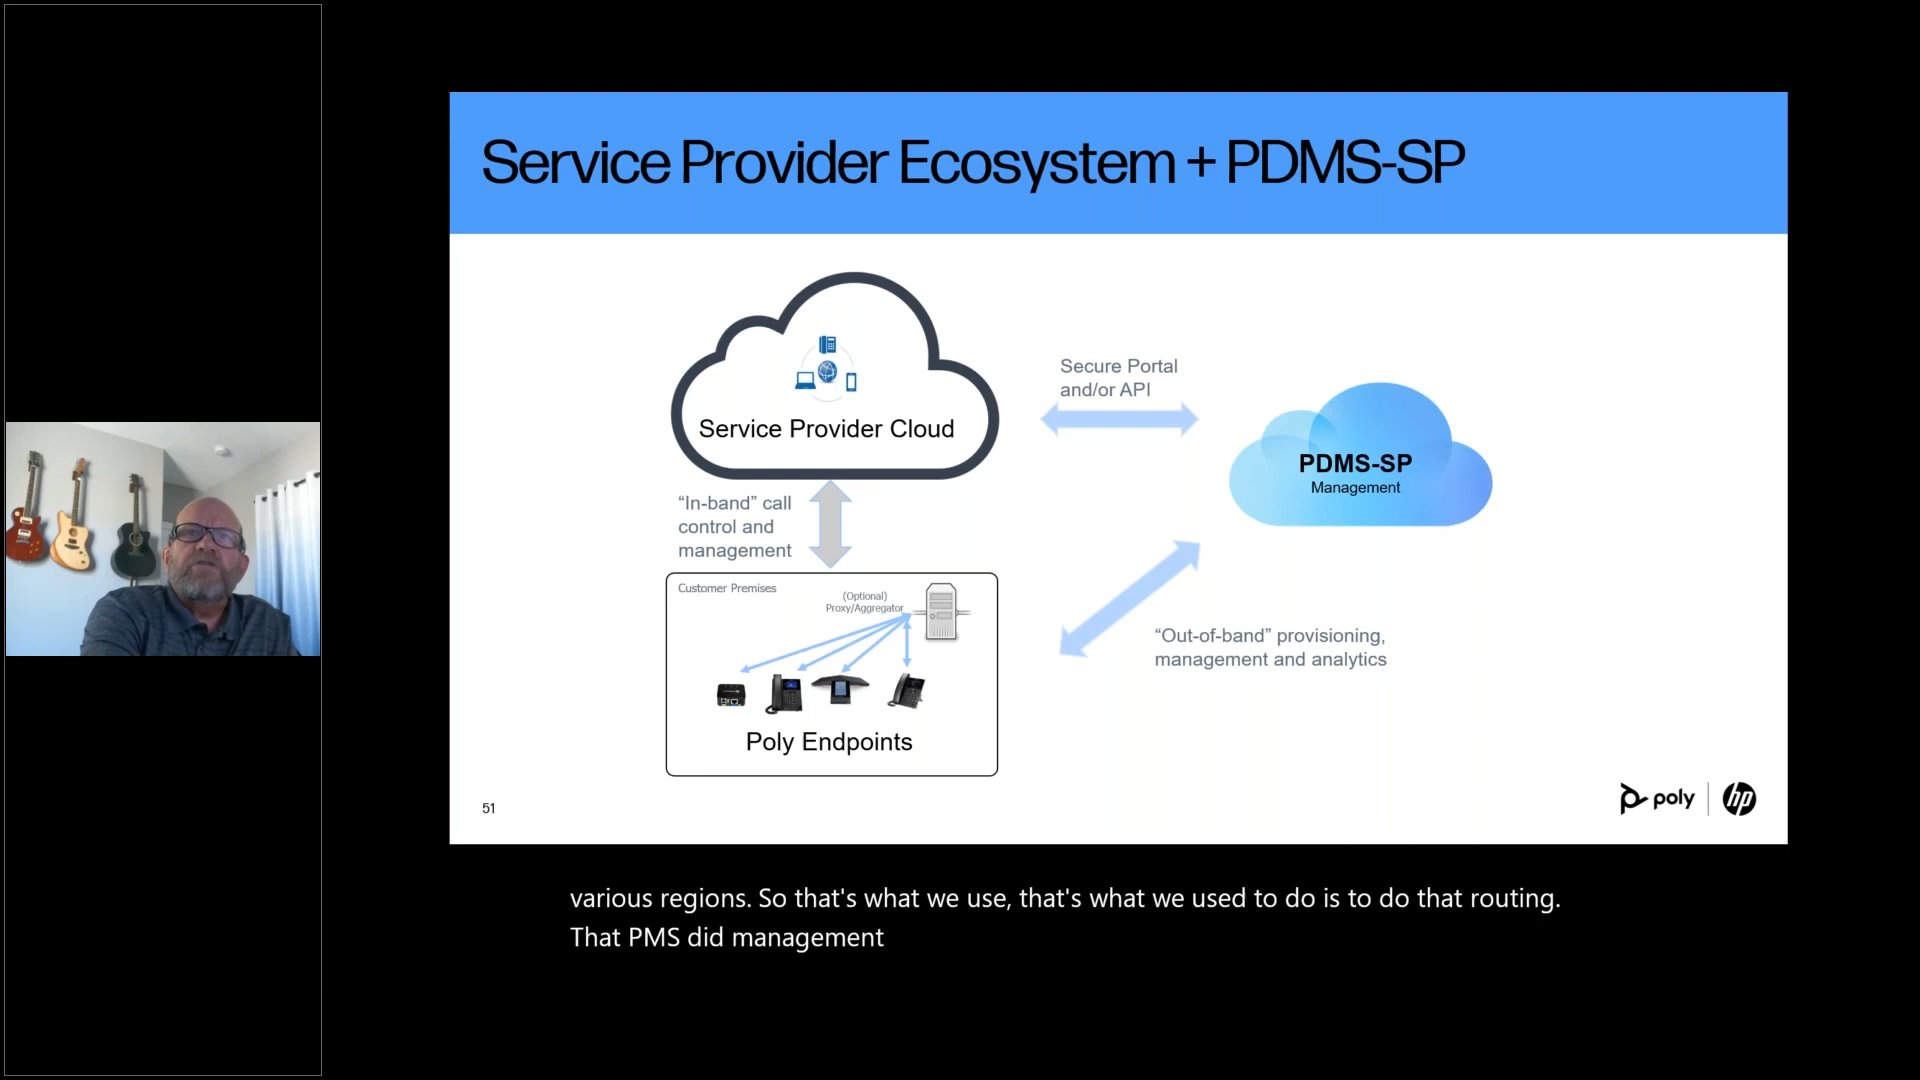 Service Provider Ecosystem + PDMS-SP
Service Provider Cloud
Secure Portal
and/or API
PDMS-SP
Management
“In-band” call
control and
management
Customer Premises
(Optional)
Proxy/Aggregator
Poly Endpoints
“Out-of-band” provisioning,
management and analytics
51
poly
hp
various regions. So that's what we use, that's what we used to do is to do that routing.
That PMS did management